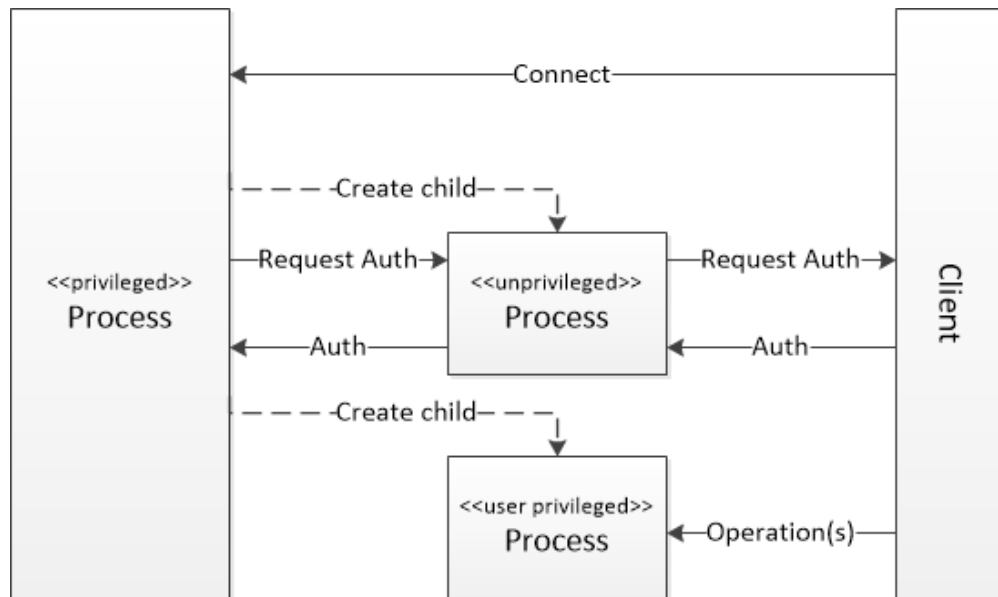 Connect
Create child
Request Auth
Request Auth
<<privileged>>
Process
<<unprivileged>>
Process
Client
Auth
Auth
Create child
<<user privileged>>
Process
Operation(s)